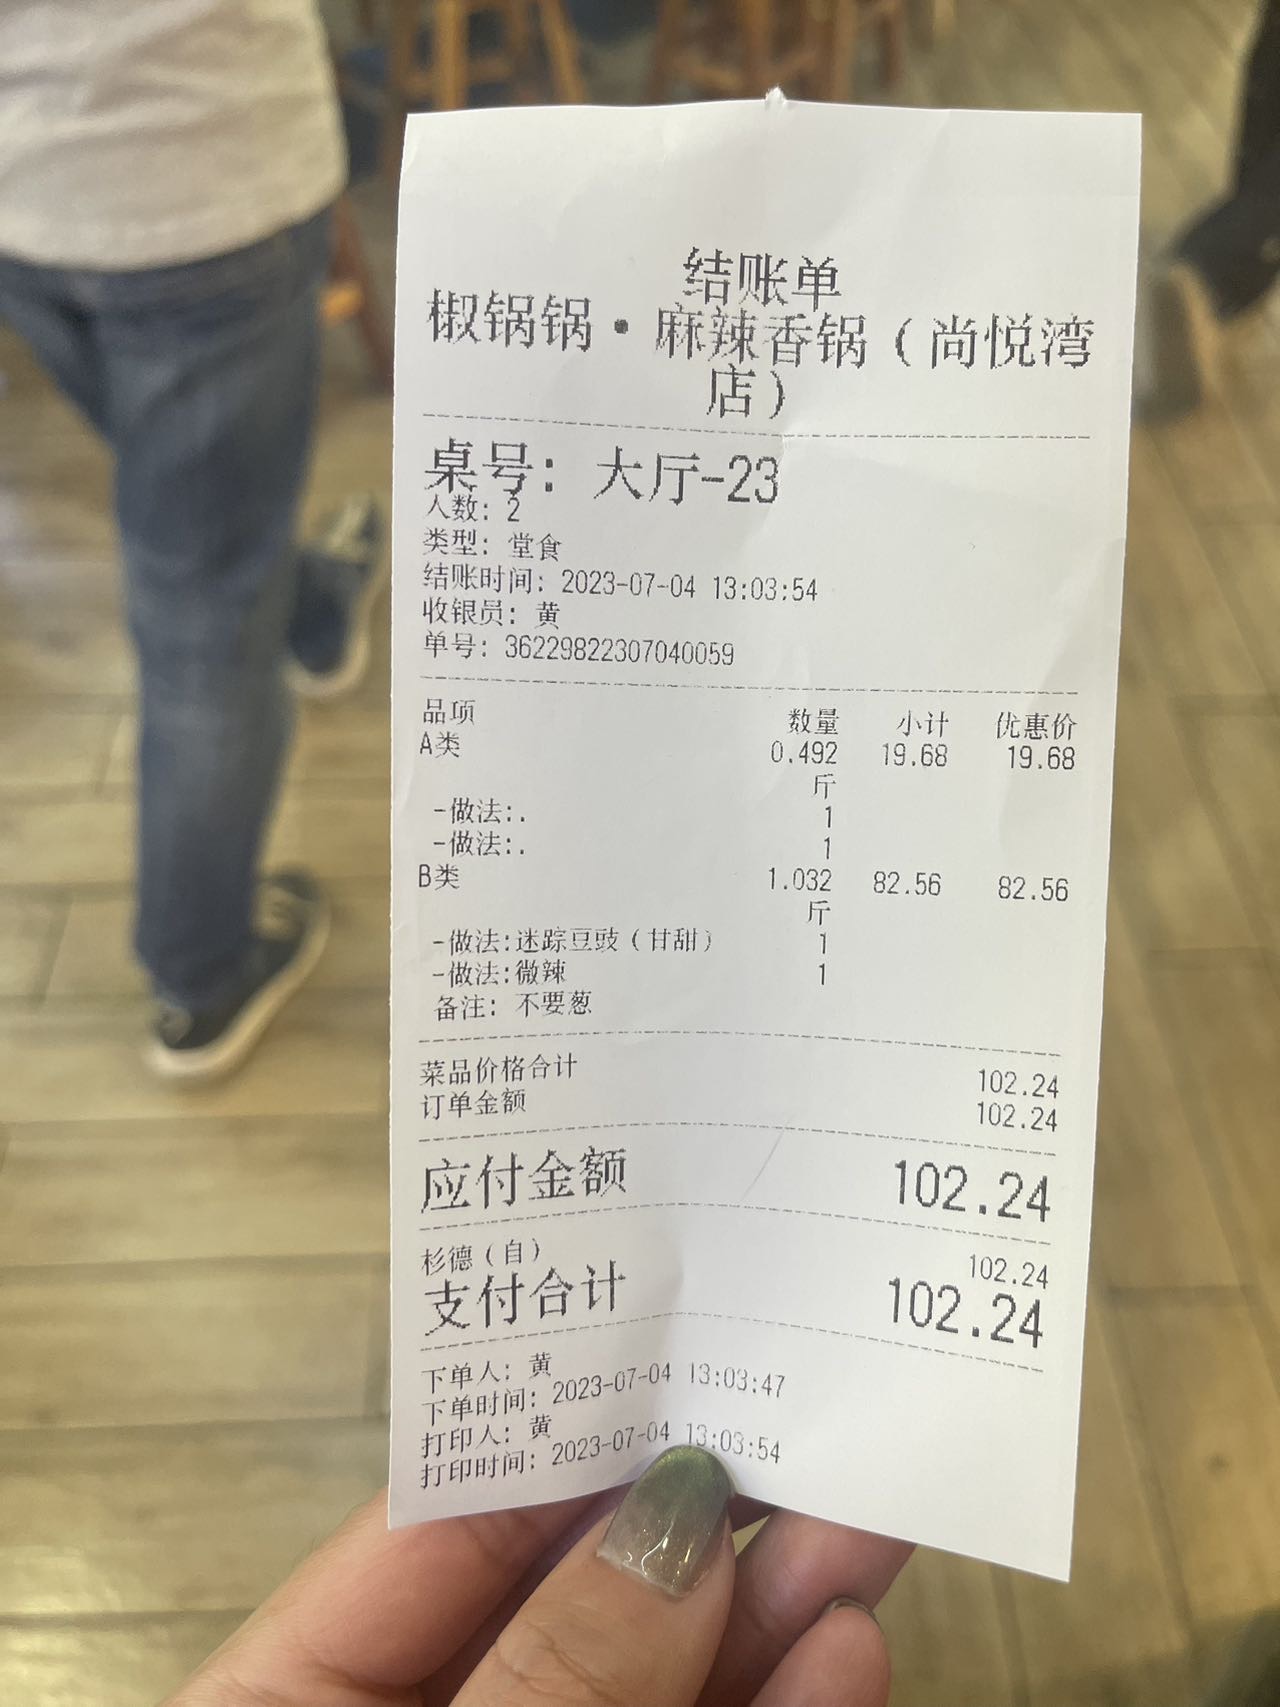 结账单
椒锅锅·麻辣香锅（尚悦湾
店）
桌号：大厅-23
人数：2
类型：堂食
结账时间：2023-07-04 13:03:54
收银员：黄
单号：36229822307040059
品项 数量 小计 优惠价
A类 0.492 19.68 19.68
斤
-做法:. 1
-做法:. 1
B类 1.032 82.56 82.56
斤
-做法:迷踪豆豉（甘甜） 1
-做法:微辣 1
备注：不要葱
菜品价格合计 102.24
订单金额 102.24
应付金额 102.24
杉德（自） 102.24
支付合计 102.24
下单人：黄
下单时间：2023-07-04 13:03:47
打印人：黄
打印时间：2023-07-04 13:03:54